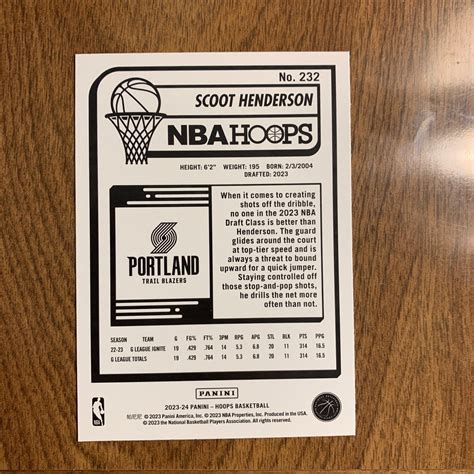 No. 232
SCOOT HENDERSON
NBA HOOPS
HEIGHT: 6'2" WEIGHT: 195 BORN: 2/3/2004
DRAFTED: 2023
When it comes to creating
shots off the dribble,
no one in the 2023 NBA
Draft Class is better than
Henderson. The guard
glides around the court
at top-tier speed and is
always a threat to bound
upward for a quick jumper.
Staying controlled off
those stop-and-pop shots,
he drills the net more
often than not.
PORTLAND
TRAIL BLAZERS
SEASON TEAM G FG% FT% 3PM RPG APG STL BLK PTS PPG
22-23 G LEAGUE IGNITE 19 .429 .764 14 5.3 6.8 20 11 314 16.5
G LEAGUE TOTALS 19 .429 .764 14 5.3 6.8 20 11 314 16.5
PANINI
2023-24 PANINI – HOOPS BASKETBALL
© 2023 Panini America, Inc. © 2023 NBA Properties, Inc. Produced in the USA.
© 2023 the National Basketball Players Association. All rights reserved.